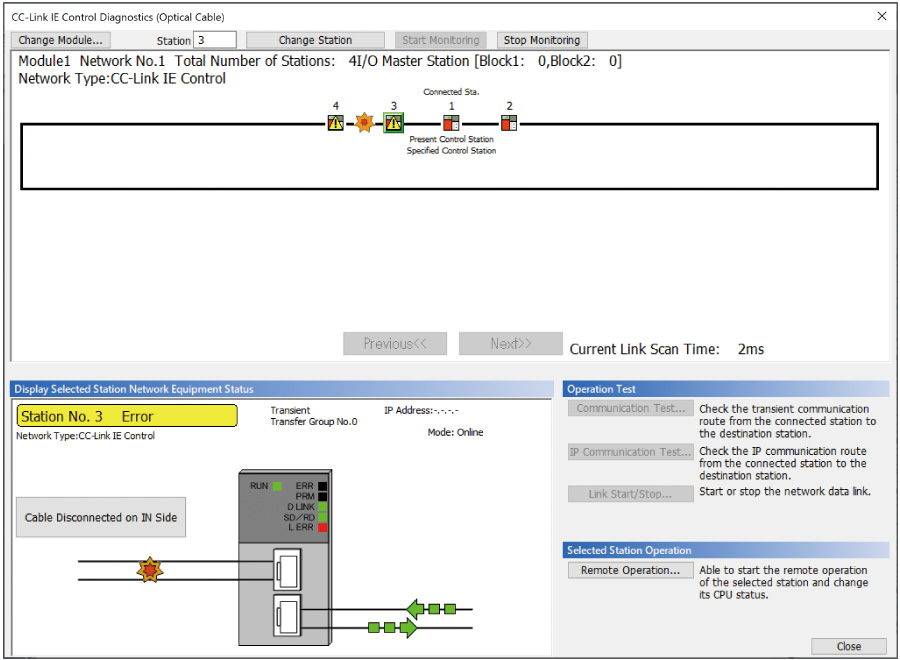 CC-Link IE Control Diagnostics (Optical Cable)
Change Module... Station 3 Change Station Start Monitoring Stop Monitoring
Module1 Network No.1 Total Number of Stations: 4I/O Master Station [Block1: 0,Block2: 0]
Network Type:CC-Link IE Control
Connected Sta.
4 3 1 2
Present Control Station
Specified Control Station
Previous<< Next>> Current Link Scan Time: 2ms
Display Selected Station Network Equipment Status
Station No. 3 Error
Network Type:CC-Link IE Control
Transient
Transfer Group No.0
IP Address:-.-.-.-
Mode: Online
RUN ERR
PRM
D LINK
SD/RD
L ERR
Cable Disconnected on IN Side
Operation Test
Communication Test... Check the transient communication
route from the connected station to
the destination station.
IP Communication Test... Check the IP communication route
from the connected station to the
destination station.
Link Start/Stop... Start or stop the network data link.
Selected Station Operation
Remote Operation... Able to start the remote operation
of the selected station and change
its CPU status.
Close